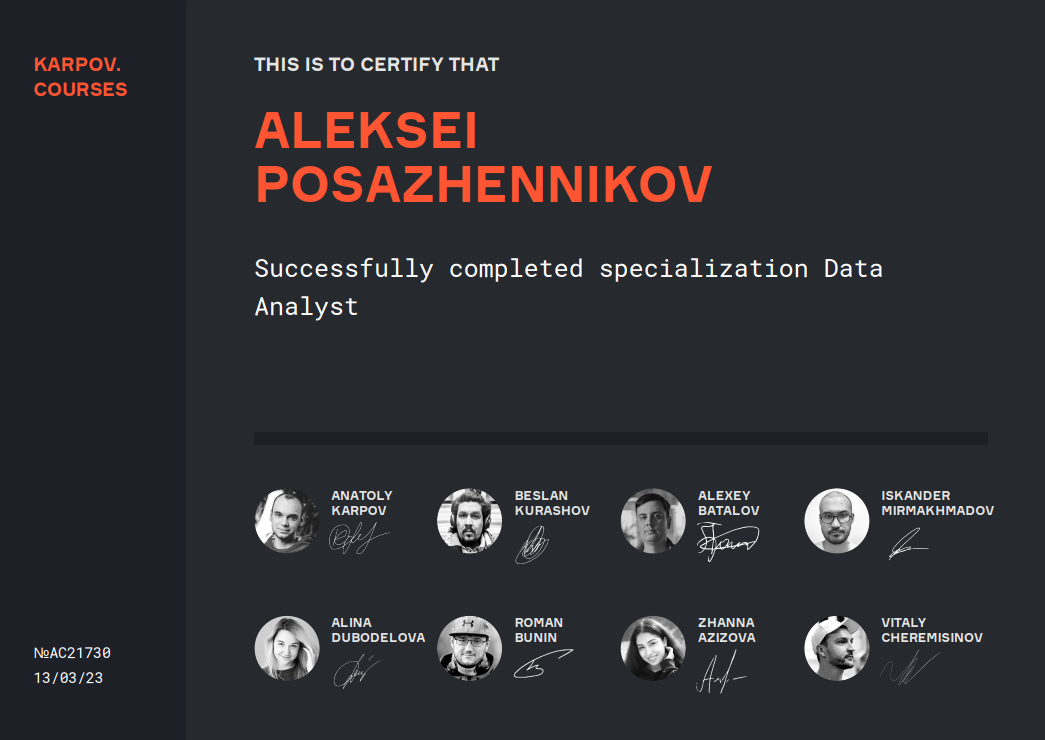 KARPOV.
COURSES
THIS IS TO CERTIFY THAT
ALEKSEI
POSAZHENNIKOV
Successfully completed specialization Data
Analyst
ANATOLY
KARPOV
BESLAN
KURASHOV
ALEXEY
BATALOV
ISKANDER
MIRMAKHMADOV
ALINA
DUBODELOVA
ROMAN
BUNIN
ZHANNA
AZIZOVA
VITALY
CHEREMISINOV
№AC21730
13/03/23